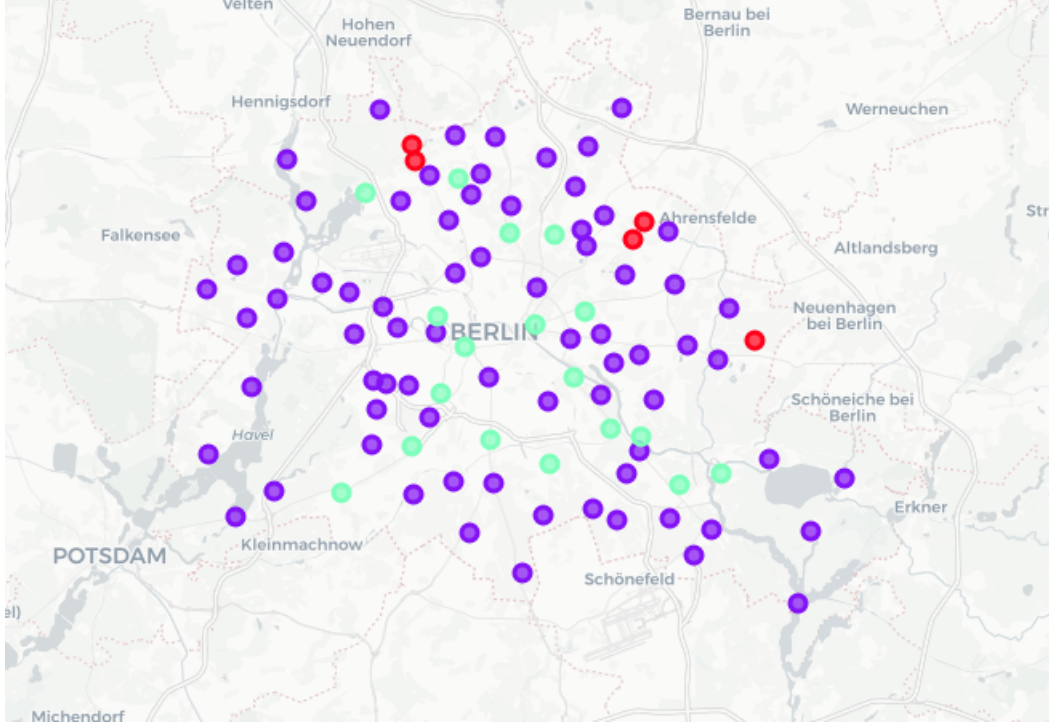 Velten
Bernau bei
Berlin
Hohen
Neuendorf
Hennigsdorf
Werneuchen
Ahrensfelde
Str
Falkensee
Altlandsberg
Neuenhagen
bei Berlin
BERLIN
Schöneiche bei
Berlin
Havel
Erkner
Kleinmachnow
POTSDAM
Schönefeld
el)
Michendorf